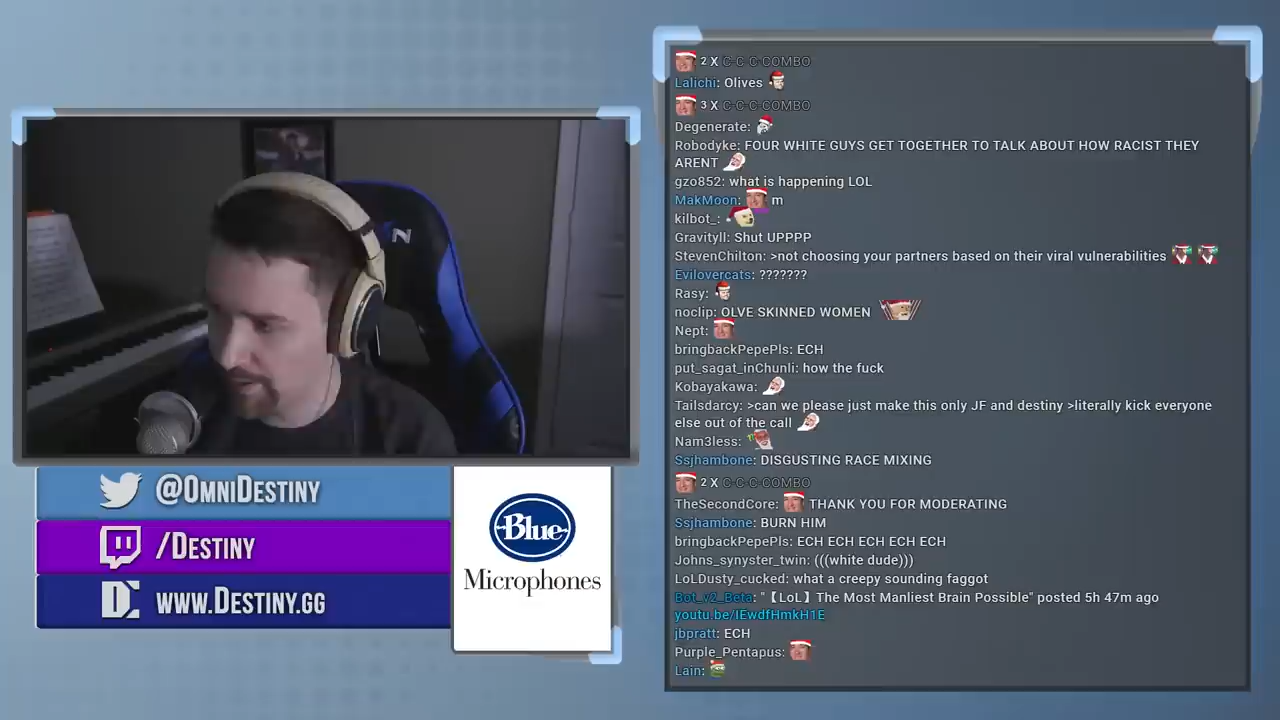 2 X C-C-C-COMBO
Lalichi: Olives
3 X C-C-C-COMBO
Degenerate:
Robodyke: FOUR WHITE GUYS GET TOGETHER TO TALK ABOUT HOW RACIST THEY
ARENT
gzo852: what is happening LOL
MakMoon: m
kilbot_:
Gravityll: Shut UPPPP
StevenChilton: >not choosing your partners based on their viral vulnerabilities
Evilovercats: ???????
Rasy:
noclip: OLVE SKINNED WOMEN
Nept:
bringbackPepePls: ECH
put_sagat_inChunli: how the fuck
Kobayakawa:
Tailsdarcy: >can we please just make this only JF and destiny >literally kick everyone
else out of the call
Nam3less:
Ssjhambone: DISGUSTING RACE MIXING
2 X C-C-C-COMBO
TheSecondCore: THANK YOU FOR MODERATING
Ssjhambone: BURN HIM
bringbackPepePls: ECH ECH ECH ECH ECH
Johns_synyster_twin: (((white dude)))
LoLDusty_cucked: what a creepy sounding faggot
Bot_v2_Beta: "【LoL】The Most Manliest Brain Possible" posted 5h 47m ago
youtu.be/IEwdfHmkH1E
jbpratt: ECH
Purple_Pentapus:
Lain:
N
@OmniDestiny
/Destiny
www.Destiny.gg
Blue
Microphones